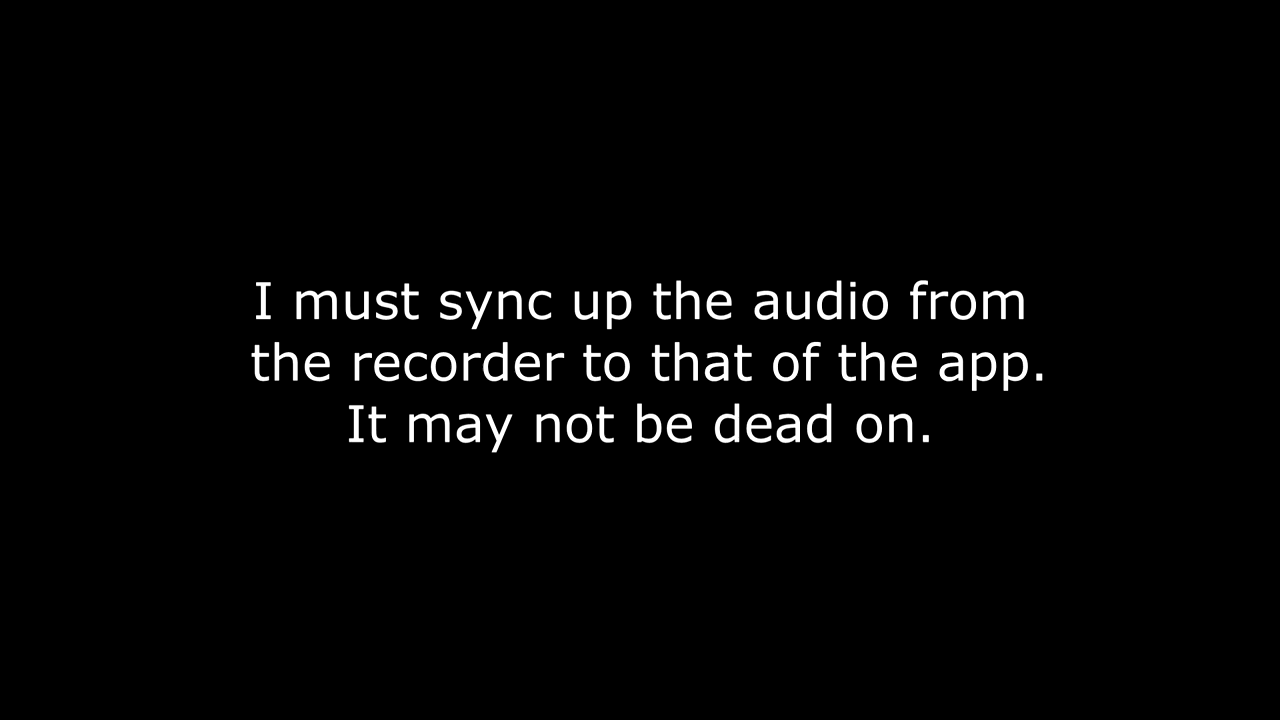 I must sync up the audio from
the recorder to that of the app.
It may not be dead on.